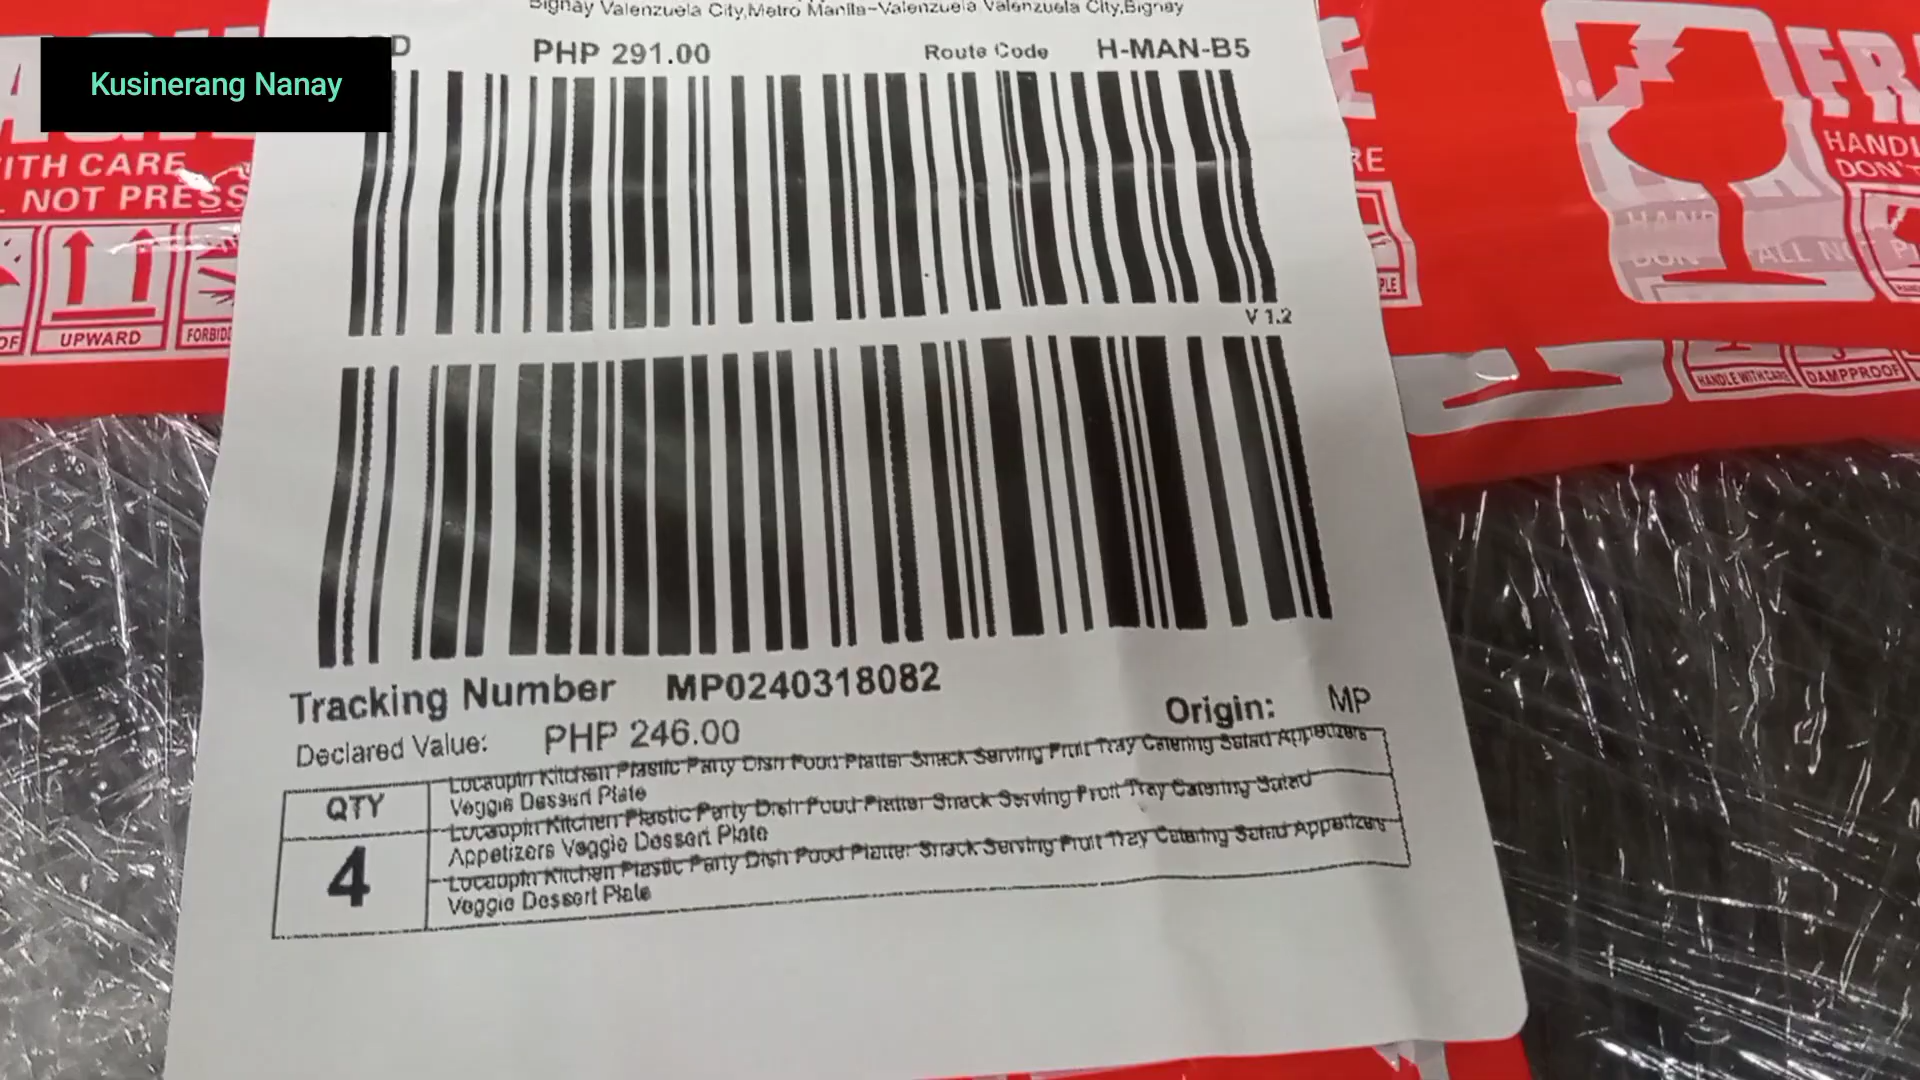 Bignay Valenzuela City,Metro Manila~Valenzuela Valenzuela City,Bignay
PHP 291.00 Route Code H-MAN-B5
Kusinerang Nanay
V 1.2
Tracking Number MP0240318082
Declared Value: PHP 246.00
Origin: MP
QTY
4
Locaupin Kitchen Plastic Party Dish Food Platter Snack Serving Fruit Tray Catering Salad Appetizers
Veggie Dessert Plate
Locaupin Kitchen Plastic Party Dish Food Platter Snack Serving Fruit Tray Catering Salad
Appetizers Veggie Dessert Plate
Locaupin Kitchen Plastic Party Dish Food Platter Snack Serving Fruit Tray Catering Salad Appetizers
Veggie Dessert Plate
WITH CARE
NOT PRESS
UPWARD
HANDLE WITH CARE
DAMPPROOF